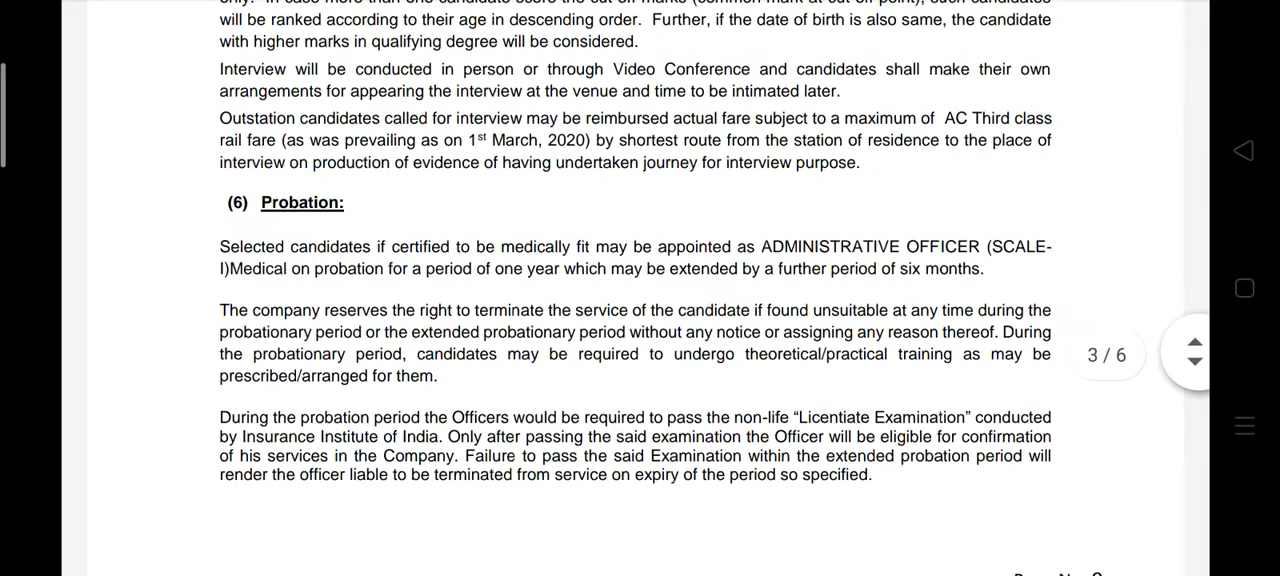 will be ranked according to their age in descending order. Further, if the date of birth is also same, the candidate
with higher marks in qualifying degree will be considered.
Interview will be conducted in person or through Video Conference and candidates shall make their own
arrangements for appearing the interview at the venue and time to be intimated later.
Outstation candidates called for interview may be reimbursed actual fare subject to a maximum of AC Third class
rail fare (as was prevailing as on 1st March, 2020) by shortest route from the station of residence to the place of
interview on production of evidence of having undertaken journey for interview purpose.
(6) Probation:
Selected candidates if certified to be medically fit may be appointed as ADMINISTRATIVE OFFICER (SCALE-
I)Medical on probation for a period of one year which may be extended by a further period of six months.
The company reserves the right to terminate the service of the candidate if found unsuitable at any time during the
probationary period or the extended probationary period without any notice or assigning any reason thereof. During
the probationary period, candidates may be required to undergo theoretical/practical training as may be
prescribed/arranged for them.
3 / 6
During the probation period the Officers would be required to pass the non-life “Licentiate Examination” conducted
by Insurance Institute of India. Only after passing the said examination the Officer will be eligible for confirmation
of his services in the Company. Failure to pass the said Examination within the extended probation period will
render the officer liable to be terminated from service on expiry of the period so specified.